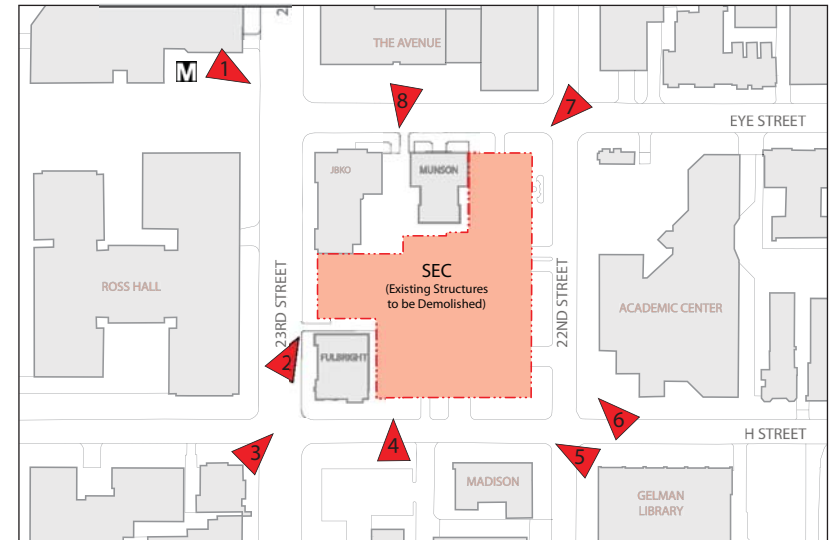 2
THE AVENUE
M
1
8
7
EYE STREET
JBKO
MUNSON
SEC
(Existing Structures
to be Demolished)
ROSS HALL
23RD STREET
22ND STREET
ACADEMIC CENTER
FULBRIGHT
2
6
H STREET
3
4
5
MADISON
GELMAN
LIBRARY